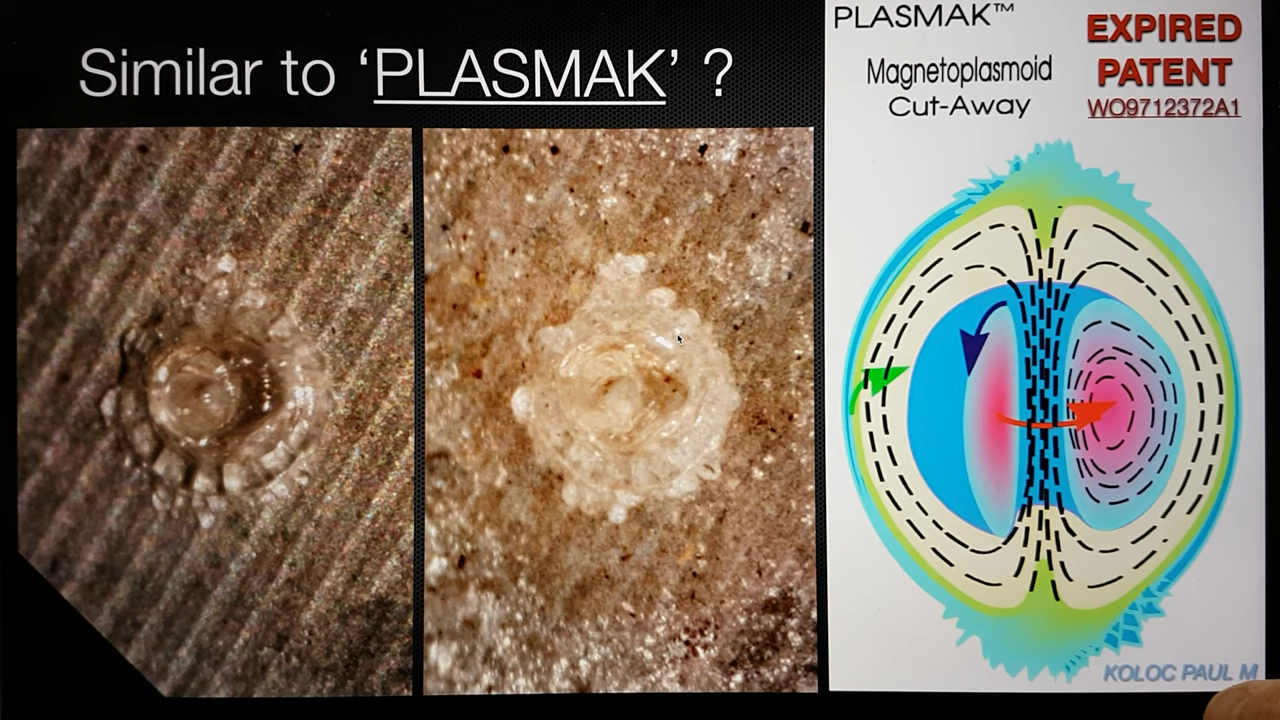 Similar to ‘PLASMAK’ ?
PLASMAK™
Magnetoplasmoid
Cut-Away
EXPIRED
PATENT
WO9712372A1
KOLOC PAUL M